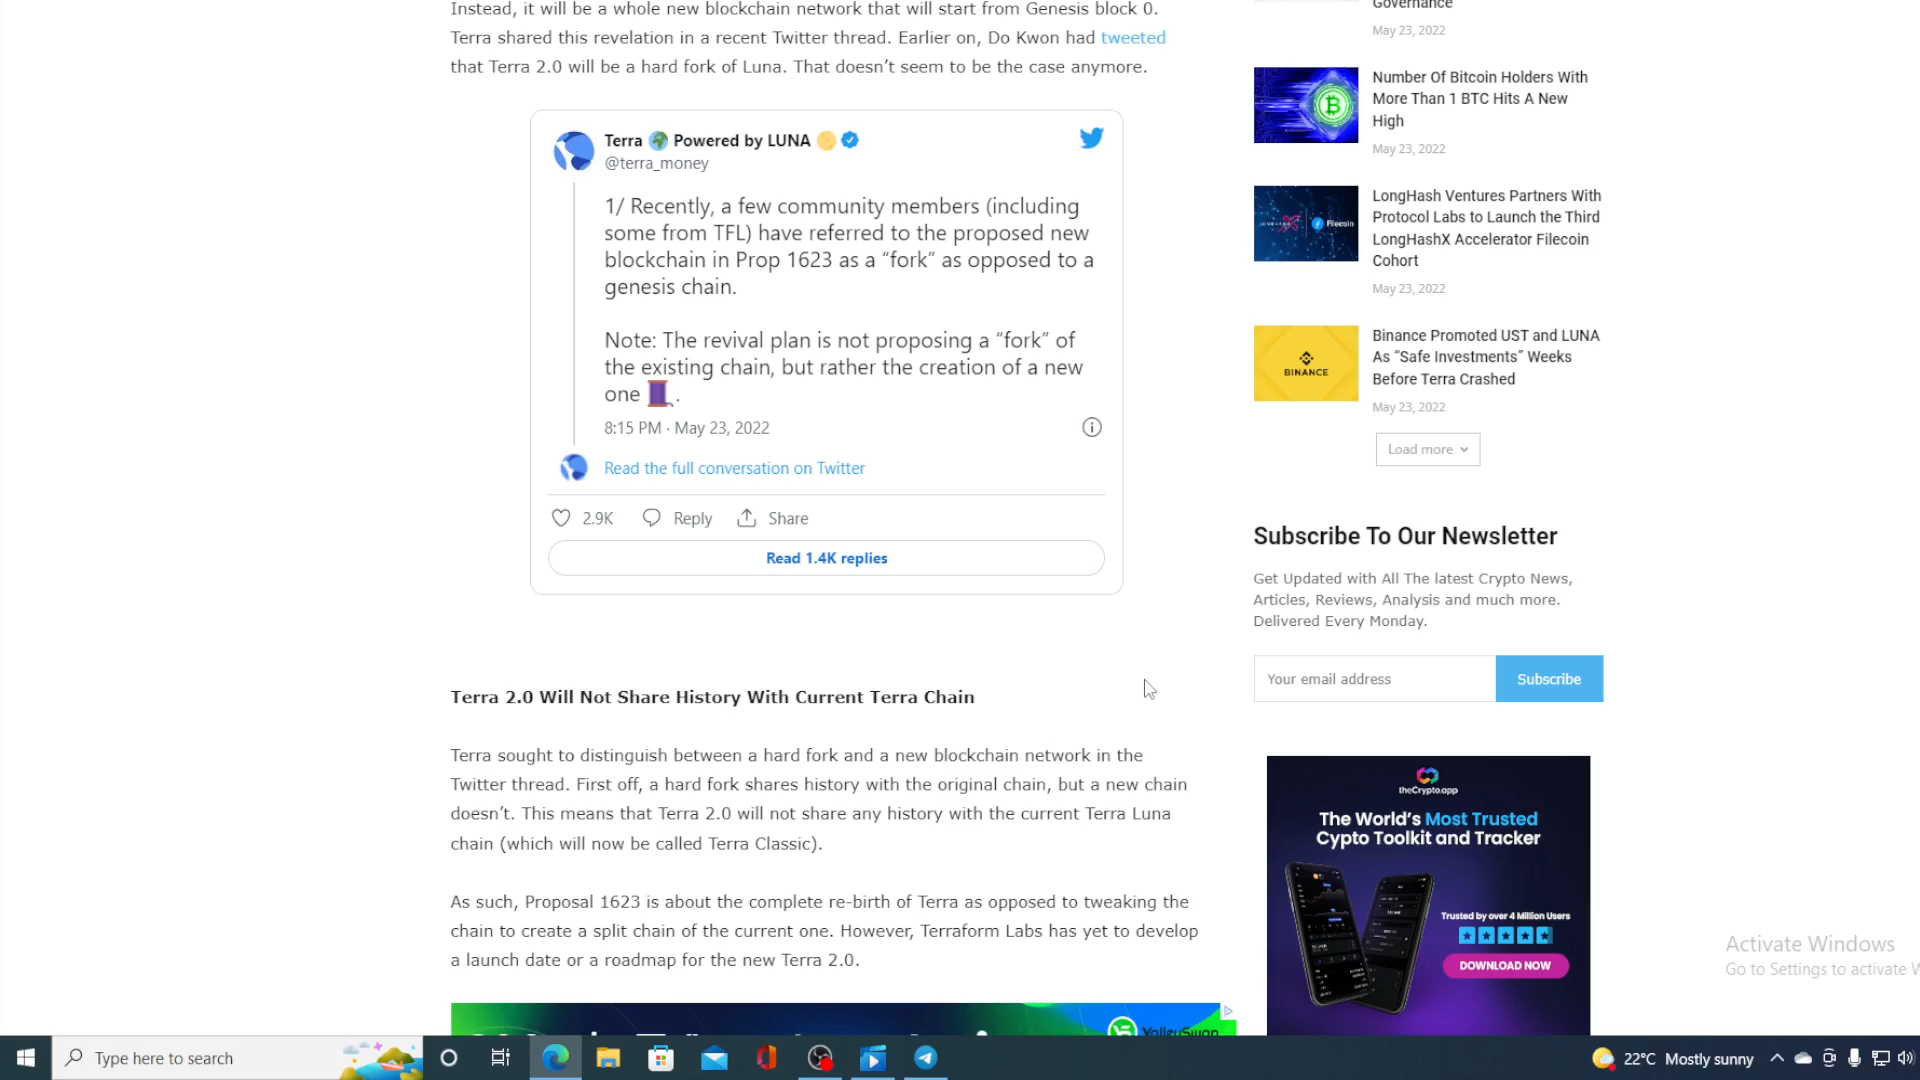 Instead, it will be a whole new blockchain network that will start from Genesis block 0.
Terra shared this revelation in a recent Twitter thread. Earlier on, Do Kwon had tweeted
that Terra 2.0 will be a hard fork of Luna. That doesn’t seem to be the case anymore.
Terra 🌍 Powered by LUNA 🌕
@terra_money
1/ Recently, a few community members (including
some from TFL) have referred to the proposed new
blockchain in Prop 1623 as a “fork” as opposed to a
genesis chain.
Note: The revival plan is not proposing a “fork” of
the existing chain, but rather the creation of a new
one 🧵.
8:15 PM · May 23, 2022
Read the full conversation on Twitter
2.9K Reply Share
Read 1.4K replies
Terra 2.0 Will Not Share History With Current Terra Chain
Terra sought to distinguish between a hard fork and a new blockchain network in the
Twitter thread. First off, a hard fork shares history with the original chain, but a new chain
doesn’t. This means that Terra 2.0 will not share any history with the current Terra Luna
chain (which will now be called Terra Classic).
As such, Proposal 1623 is about the complete re-birth of Terra as opposed to tweaking the
chain to create a split chain of the current one. However, Terraform Labs has yet to develop
a launch date or a roadmap for the new Terra 2.0.
Governance
May 23, 2022
Number Of Bitcoin Holders With
More Than 1 BTC Hits A New
High
May 23, 2022
Filecoin
LongHash Ventures Partners With
Protocol Labs to Launch the Third
LongHashX Accelerator Filecoin
Cohort
May 23, 2022
BINANCE
Binance Promoted UST and LUNA
As “Safe Investments” Weeks
Before Terra Crashed
May 23, 2022
Load more
Subscribe To Our Newsletter
Get Updated with All The latest Crypto News,
Articles, Reviews, Analysis and much more.
Delivered Every Monday.
Your email address
Subscribe
theCrypto.app
The World's Most Trusted
Cypto Toolkit and Tracker
Trusted by over 4 Million Users
DOWNLOAD NOW
Activate Windows
Go to Settings to activate
Type here to search
22°C Mostly sunny